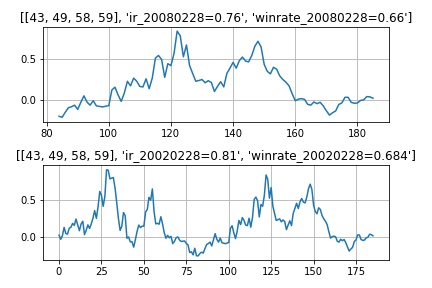 [[43, 49, 58, 59], 'ir_20080228=0.76', 'winrate_20080228=0.66']
0.5
0.0
80 100 120 140 160 180
[[43, 49, 58, 59], 'ir_20020228=0.81', 'winrate_20020228=0.684']
0.5
0.0
0 25 50 75 100 125 150 175